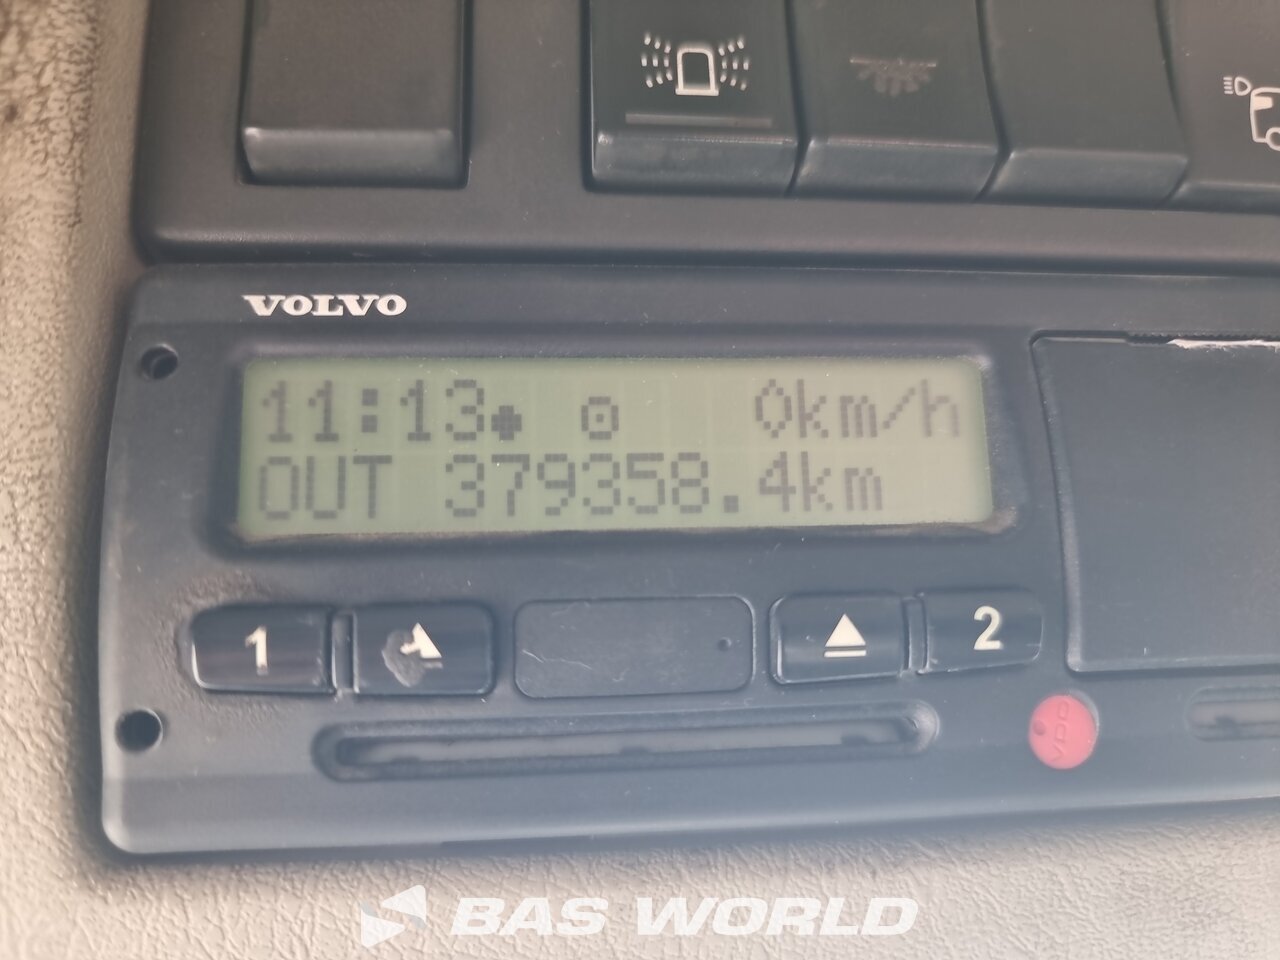 VOLVO
11:13 0km/h
OUT 379358.4km
1
2
VDO
BAS WORLD